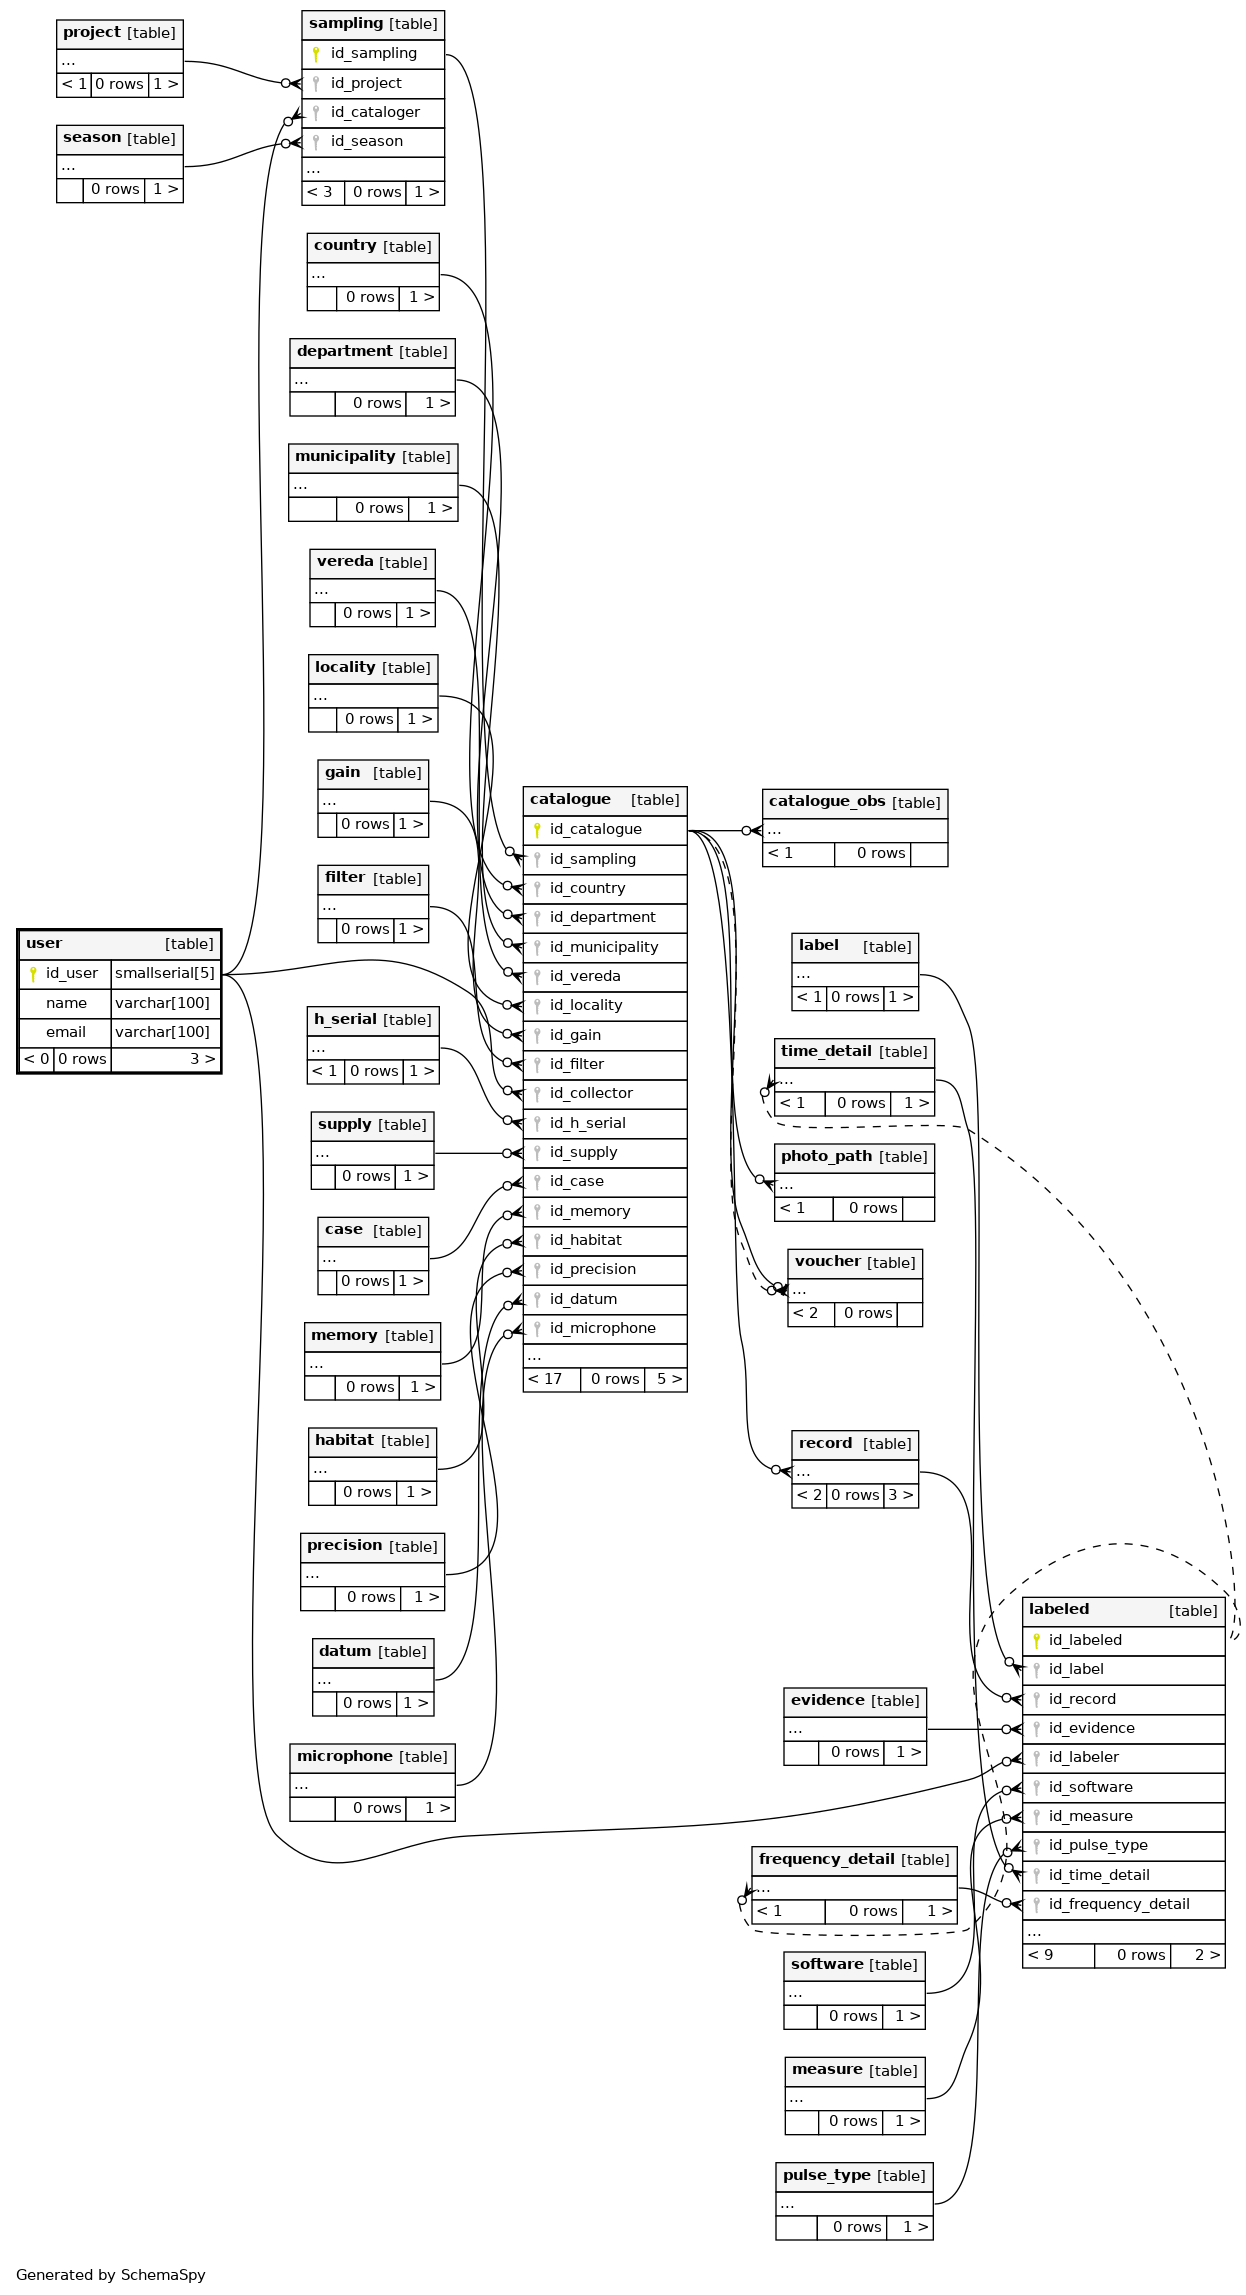 project [table]
...
< 1 0 rows 1 >
season [table]
...
0 rows 1 >
sampling [table]
id_sampling
id_project
id_cataloger
id_season
...
< 3 0 rows 1 >
country [table]
...
0 rows 1 >
department [table]
...
0 rows 1 >
municipality [table]
...
0 rows 1 >
vereda [table]
...
0 rows 1 >
locality [table]
...
0 rows 1 >
gain [table]
...
0 rows 1 >
filter [table]
...
0 rows 1 >
user [table]
id_user smallserial[5]
name varchar[100]
email varchar[100]
< 0 0 rows 3 >
h_serial [table]
...
< 1 0 rows 1 >
supply [table]
...
0 rows 1 >
case [table]
...
0 rows 1 >
memory [table]
...
0 rows 1 >
habitat [table]
...
0 rows 1 >
precision [table]
...
0 rows 1 >
datum [table]
...
0 rows 1 >
microphone [table]
...
0 rows 1 >
catalogue [table]
id_catalogue
id_sampling
id_country
id_department
id_municipality
id_vereda
id_locality
id_gain
id_filter
id_collector
id_h_serial
id_supply
id_case
id_memory
id_habitat
id_precision
id_datum
id_microphone
...
< 17 0 rows 5 >
catalogue_obs [table]
...
< 1 0 rows
label [table]
...
< 1 0 rows 1 >
time_detail [table]
...
< 1 0 rows 1 >
photo_path [table]
...
< 1 0 rows
voucher [table]
...
< 2 0 rows
record [table]
...
< 2 0 rows 3 >
evidence [table]
...
0 rows 1 >
frequency_detail [table]
...
< 1 0 rows 1 >
software [table]
...
0 rows 1 >
measure [table]
...
0 rows 1 >
pulse_type [table]
...
0 rows 1 >
labeled [table]
id_labeled
id_label
id_record
id_evidence
id_labeler
id_software
id_measure
id_pulse_type
id_time_detail
id_frequency_detail
...
< 9 0 rows 2 >
Generated by SchemaSpy